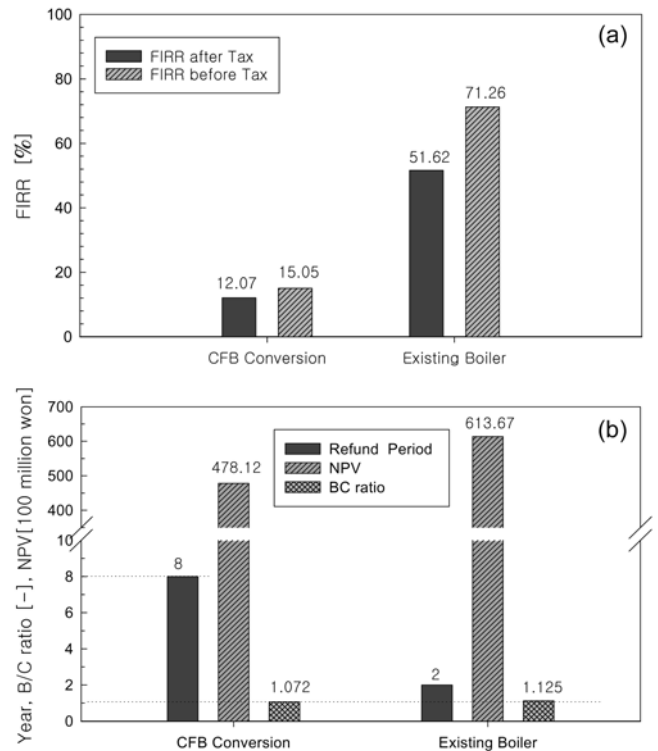 (a)
FIRR after Tax
FIRR before Tax
100
80
60
40
20
0
FIRR [%]
12.07
15.05
51.62
71.26
CFB Conversion
Existing Boiler
(b)
Refund Period
NPV
BC ratio
700
600
500
400
10
8
6
4
2
0
Year, B/C ratio [-], NPV[100 million won]
8
478.12
1.072
2
613.67
1.125
CFB Conversion
Existing Boiler